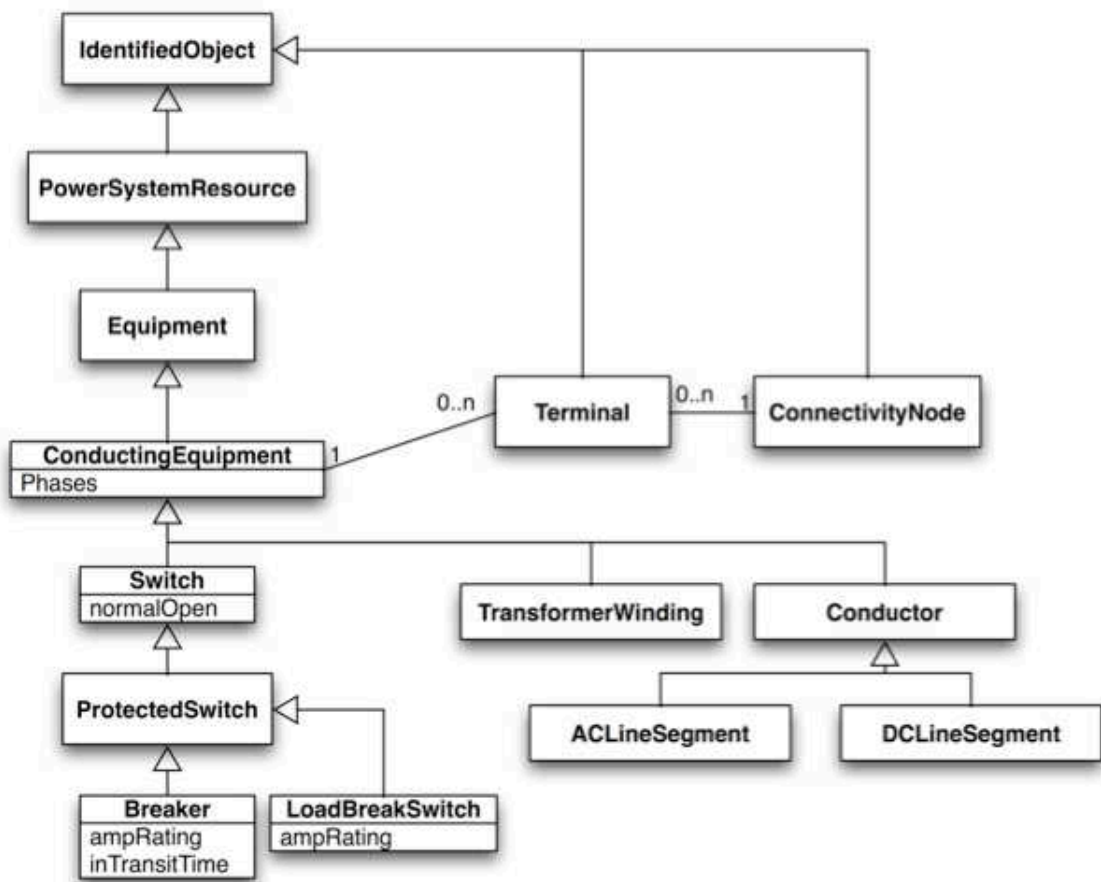 IdentifiedObject
PowerSystemResource
Equipment
0..n
Terminal
0..n
1
ConnectivityNode
ConductingEquipment
1
Phases
Switch
normalOpen
TransformerWinding
Conductor
ProtectedSwitch
ACLineSegment
DCLineSegment
Breaker
ampRating
inTransitTime
LoadBreakSwitch
ampRating